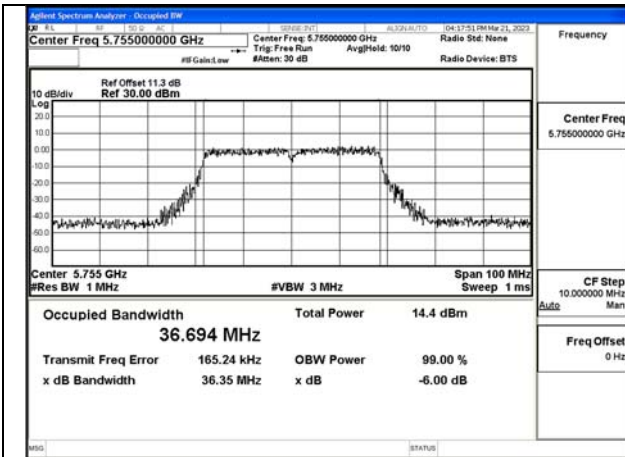 Agilent Spectrum Analyzer - Occupied BW
RL RF 50 Ω AC SENSE:INT ALIGN AUTO 04:17:51 PM Mar 21, 2023
Center Freq 5.755000000 GHz Center Freq: 5.755000000 GHz Radio Std: None Frequency
Trig: Free Run Avg|Hold: 10/10
#IFGain:Low #Atten: 30 dB Radio Device: BTS
Ref Offset 11.3 dB
10 dB/div Ref 30.00 dBm
Log
20.0
10.0
0.00
-10.0
-20.0
-30.0
-40.0
-50.0
-60.0
Center Freq
5.755000000 GHz
Center 5.755 GHz Span 100 MHz
#Res BW 1 MHz #VBW 3 MHz Sweep 1 ms
CF Step
10.000000 MHz
Auto Man
Occupied Bandwidth Total Power 14.4 dBm
36.694 MHz
Transmit Freq Error 165.24 kHz OBW Power 99.00 %
x dB Bandwidth 36.35 MHz x dB -6.00 dB
Freq Offset
0 Hz
MSG STATUS